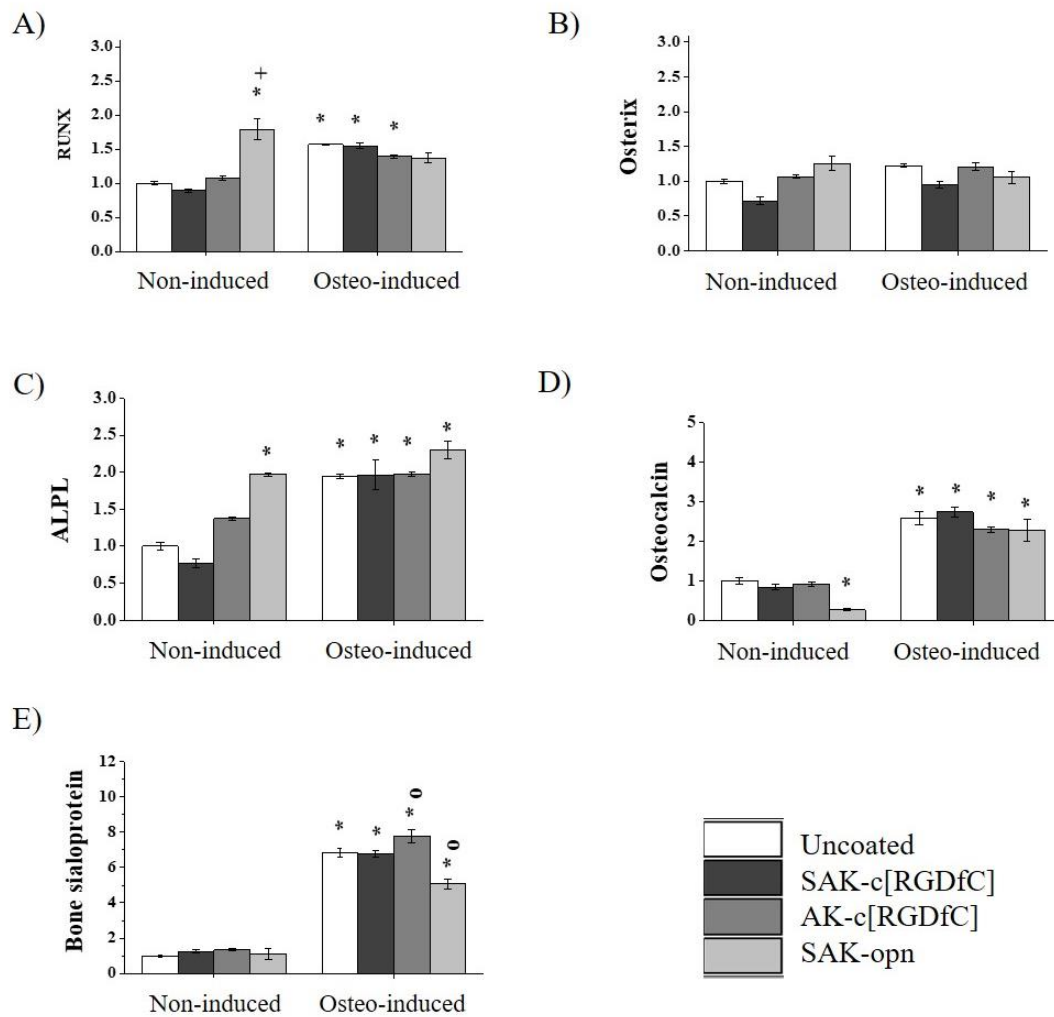 A)
3.0
2.5
2.0
1.5
1.0
0.5
0.0
RUNX
+
*
* * *
Non-induced Osteo-induced
B)
3.0
2.5
2.0
1.5
1.0
0.5
0.0
Osterix
Non-induced Osteo-induced
C)
3.0
2.5
2.0
1.5
1.0
0.5
0.0
ALPL
*
* * * *
Non-induced Osteo-induced
D)
5
4
3
2
1
0
Osteocalcin
*
* * * *
Non-induced Osteo-induced
E)
12
10
8
6
4
2
0
Bone sialoprotein
* * *o *o
Non-induced Osteo-induced
Uncoated
SAK-c[RGDfC]
AK-c[RGDfC]
SAK-opn